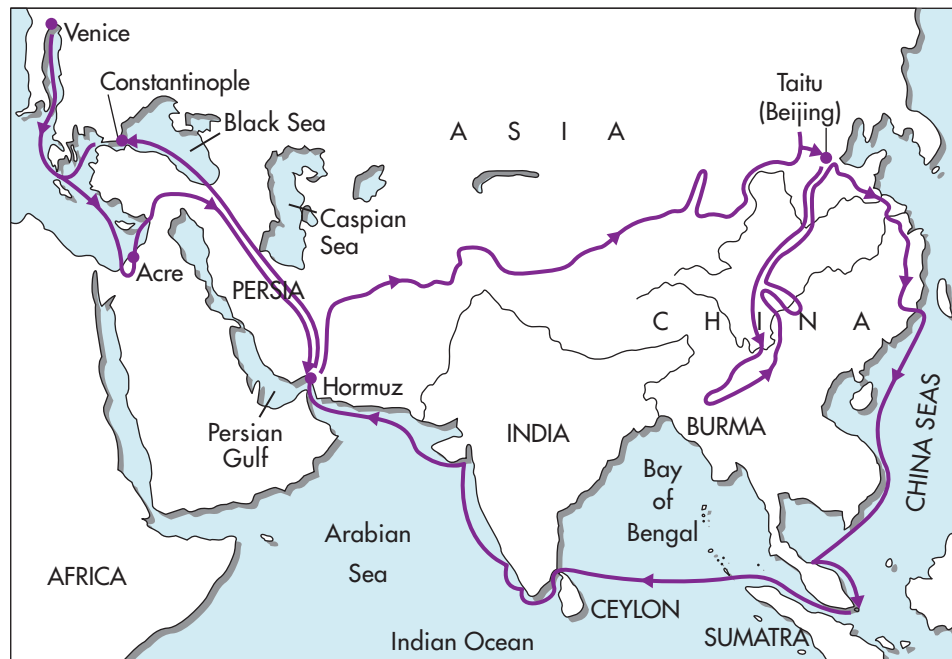 Venice
Constantinople
Black Sea
A S I A
Taitu
(Beijing)
Caspian
Sea
Acre
PERSIA
C H I N A
Hormuz
Persian
Gulf
INDIA
BURMA
CHINA SEAS
Bay
of
Bengal
Arabian
Sea
AFRICA
CEYLON
SUMATRA
Indian Ocean